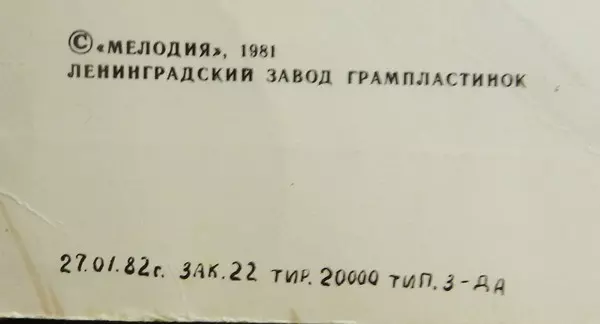 © «МЕЛОДИЯ», 1981
ЛЕНИНГРАДСКИЙ ЗАВОД ГРАМПЛАСТИНОК
27.01.82г. ЗАК.22 ТИР.20000 ТИП.3-ДА